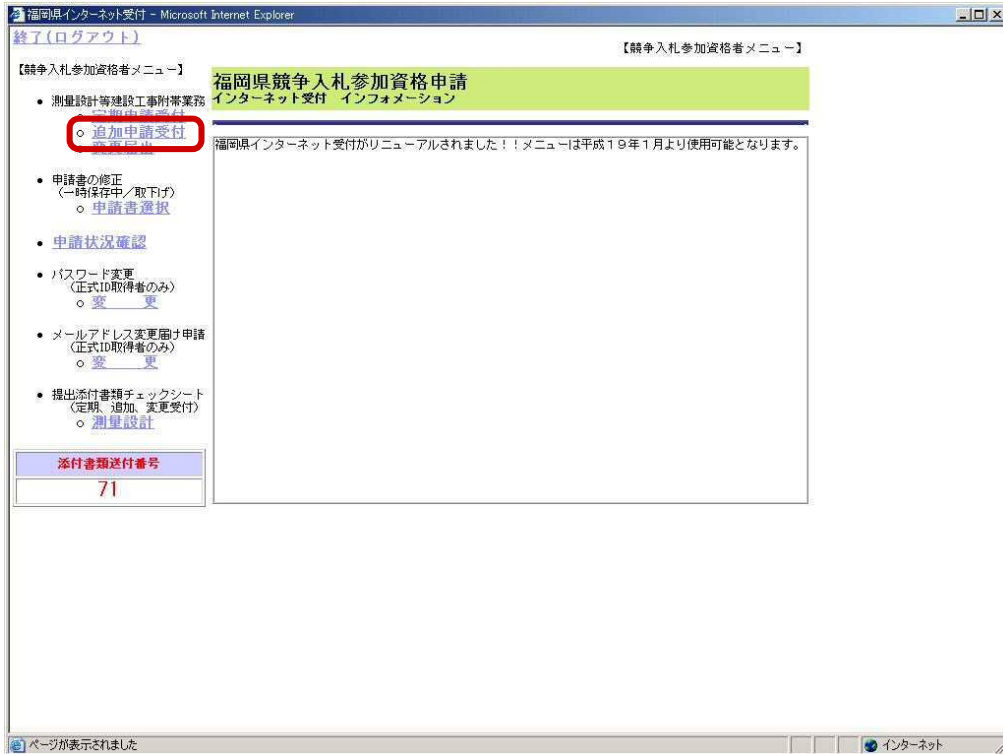 福岡県インターネット受付 - Microsoft Internet Explorer
終了(ログアウト)
【競争入札参加資格者メニュー】
【競争入札参加資格者メニュー】
• 測量設計等建設工事附帯業務
○ 定期申請受付
○ 追加申請受付
○ 変更届出
• 申請書の修正
(一時保存中/取下げ)
○ 申請書選択
• 申請状況確認
• パスワード変更
(正式ID取得者のみ)
○ 変 更
• メールアドレス変更届け申請
(正式ID取得者のみ)
○ 変 更
• 提出添付書類チェックシート
(定期、追加、変更受付)
○ 測量設計
添付書類送付番号
71
福岡県競争入札参加資格申請
インターネット受付 インフォメーション
福岡県インターネット受付がリニューアルされました!!メニューは平成19年1月より使用可能となります。
ページが表示されました
インターネット